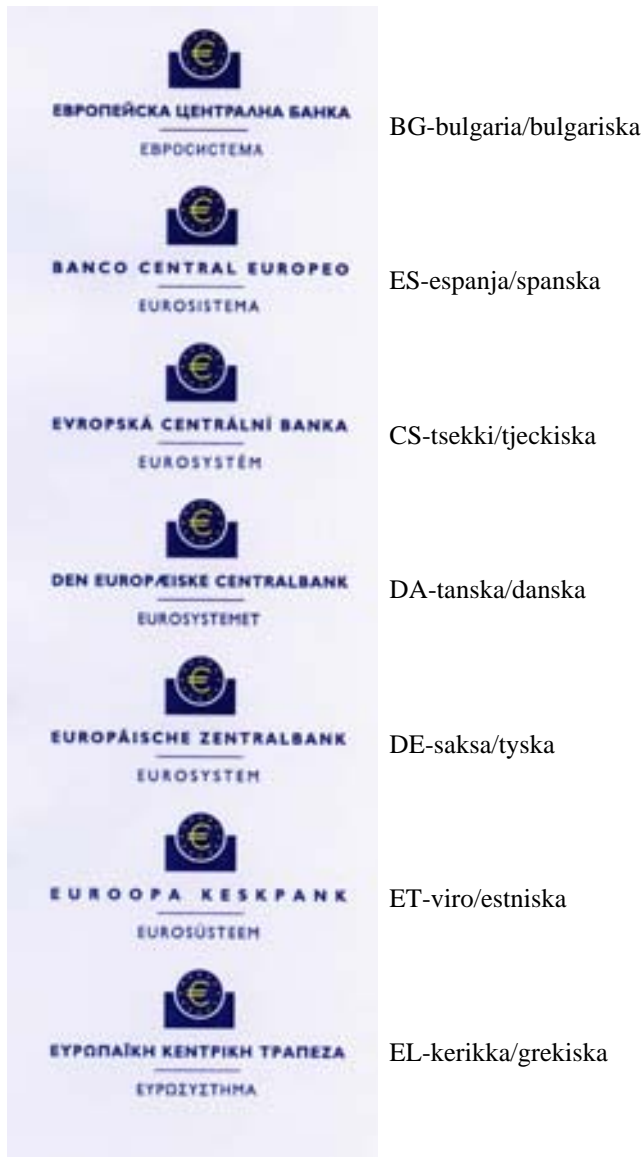 ЕВРОПЕЙСКА ЦЕНТРАЛНА БАНКА
ЕВРОСИСТЕМА
BG-bulgaria/bulgariska
BANCO CENTRAL EUROPEO
EUROSISTEMA
ES-espanja/spanska
EVROPSKÁ CENTRÁLNÍ BANKA
EUROSYSTÉM
CS-tsekki/tjeckiska
DEN EUROPÆISKE CENTRALBANK
EUROSYSTEMET
DA-tanska/danska
EUROPÄISCHE ZENTRALBANK
EUROSYSTEM
DE-saksa/tyska
EUROOPA KESKPANK
EUROSÜSTEEM
ET-viro/estniska
ΕΥΡΩΠΑΪΚΗ ΚΕΝΤΡΙΚΗ ΤΡΑΠΕΖΑ
ΕΥΡΩΣΥΣΤΗΜΑ
EL-kerikka/grekiska